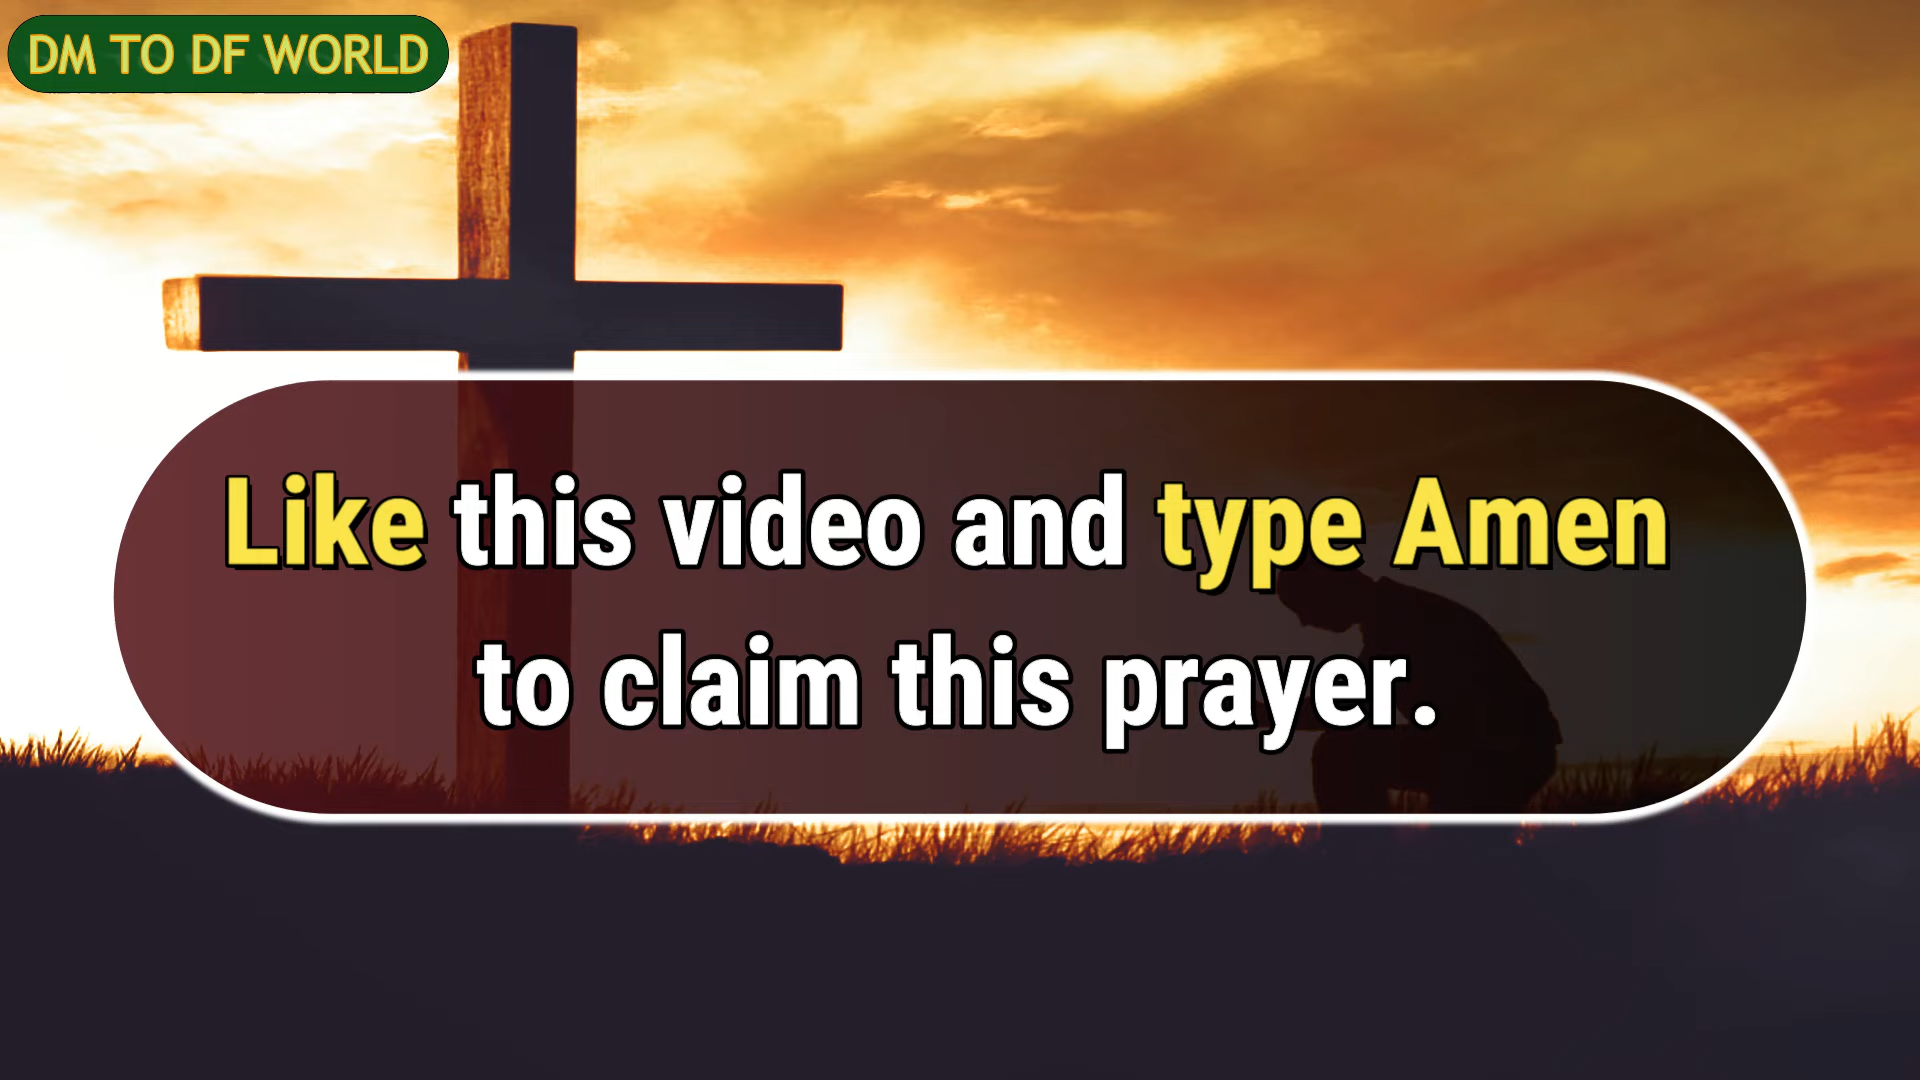 DM TO DF WORLD
Like this video and type Amen
to claim this prayer.